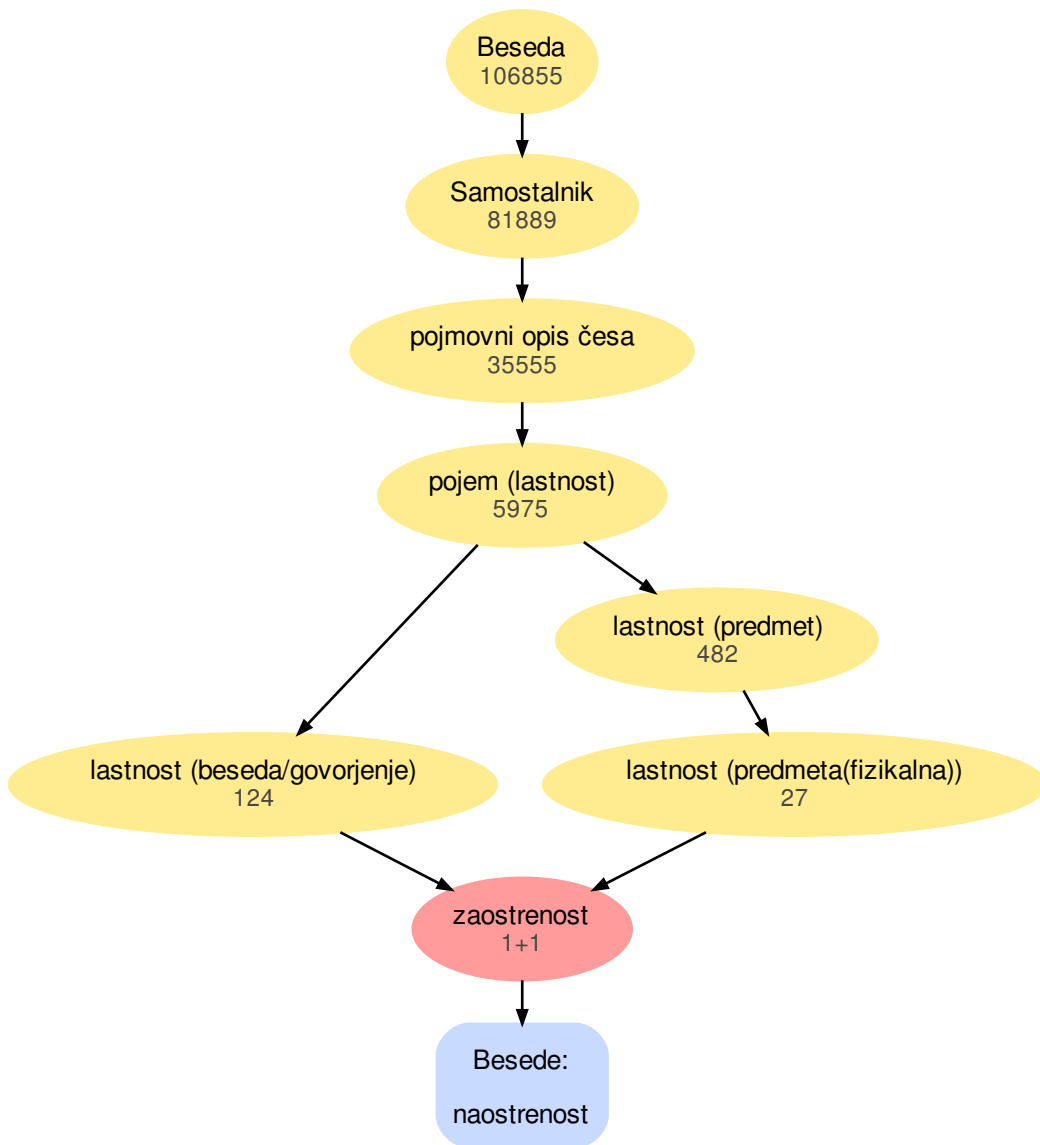 Beseda
106855
Samostalnik
81889
pojmovni opis česa
35555
pojem (lastnost)
5975
lastnost (predmet)
482
lastnost (beseda/govorjenje)
124
lastnost (predmeta(fizikalna))
27
zaostrenost
1+1
Besede:
naostrenost